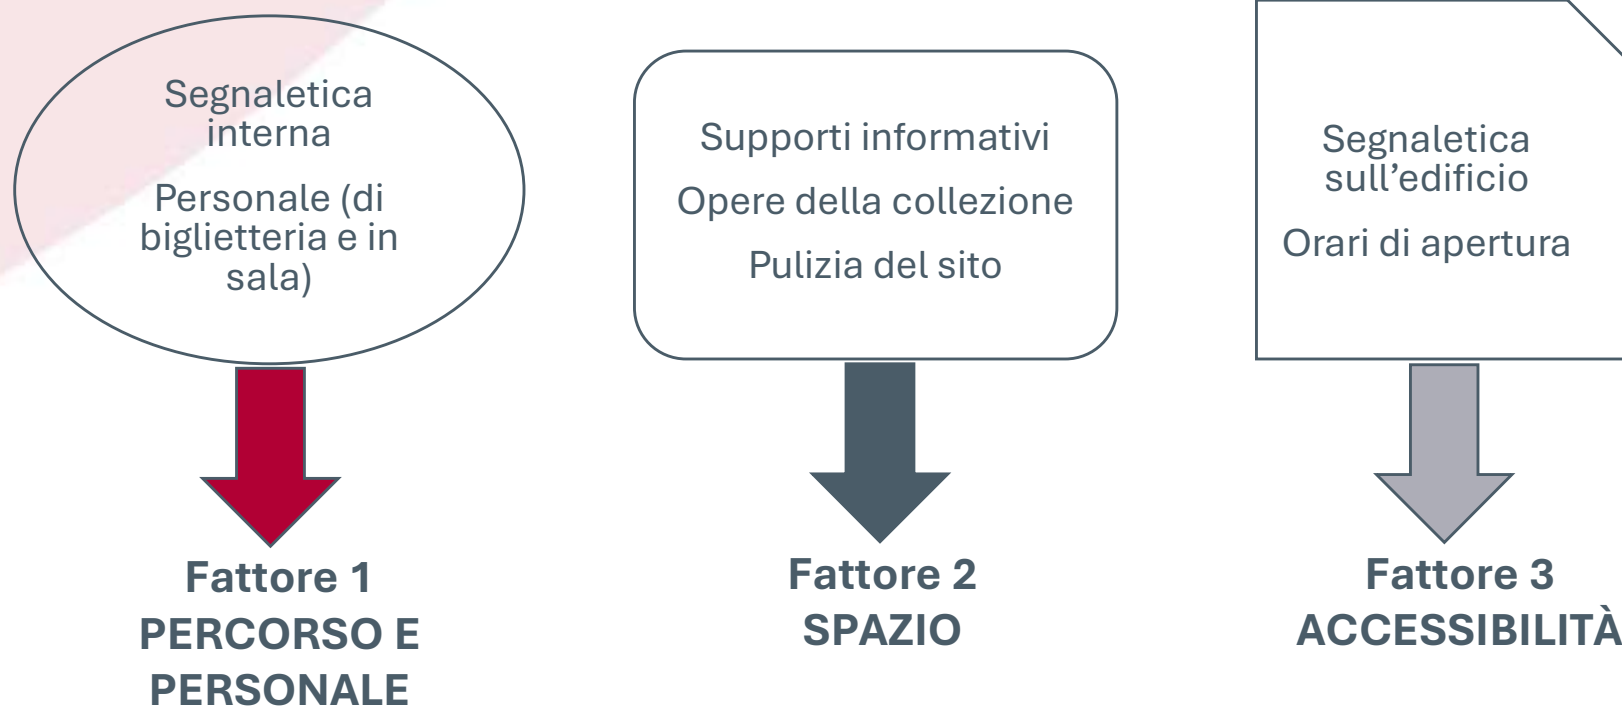 Segnaletica
interna
Personale (di
biglietteria e in
sala)
Fattore 1
PERCORSO E
PERSONALE
Supporti informativi
Opere della collezione
Pulizia del sito
Fattore 2
SPAZIO
Segnaletica
sull’edificio
Orari di apertura
Fattore 3
ACCESSIBILITÀ